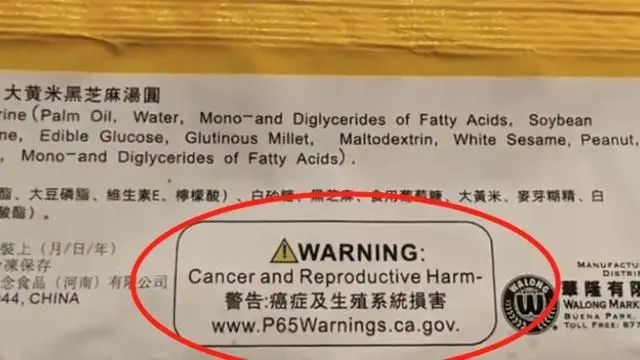 大黄米黑芝麻湯圓
rine (Palm Oil, Water, Mono-and Diglycerides of Fatty Acids, Soybean
ne, Edible Glucose, Glutinous Millet, Maltodextrin, White Sesame, Peanut,
, Mono-and Diglycerides of Fatty Acids).
酯、大豆磷脂、維生素E、檸檬酸)、白砂糖、黑芝麻、食用葡萄糖、大黃米、麥芽糊精、白
酸酯)。
裝上 (月/日/年)
冷凍保存
念食品 (河南) 有限公司
044, CHINA
WARNING:
Cancer and Reproductive Harm-
警告:癌症及生殖系統損害
www.P65Warnings.ca.gov.
WALONG
W
MANUFACTU
DISTRI
華隆有限
WALONG MARK
BUENA PARK,
TOLL FREE: 877